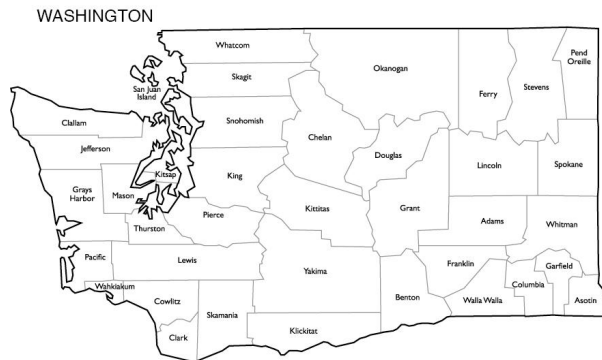 WASHINGTON
Whatcom
Pend
Oreille
Okanogan
San Juan
Island
Skagit
Ferry
Stevens
Clallam
Snohomish
Chelan
Jefferson
Douglas
Kitsap
King
Lincoln
Spokane
Grays
Harbor
Mason
Pierce
Kittitas
Grant
Adams
Whitman
Thurston
Pacific
Lewis
Yakima
Franklin
Garfield
Wahkiakum
Cowlitz
Skamania
Benton
Walla Walla
Columbia
Asotin
Clark
Klickitat